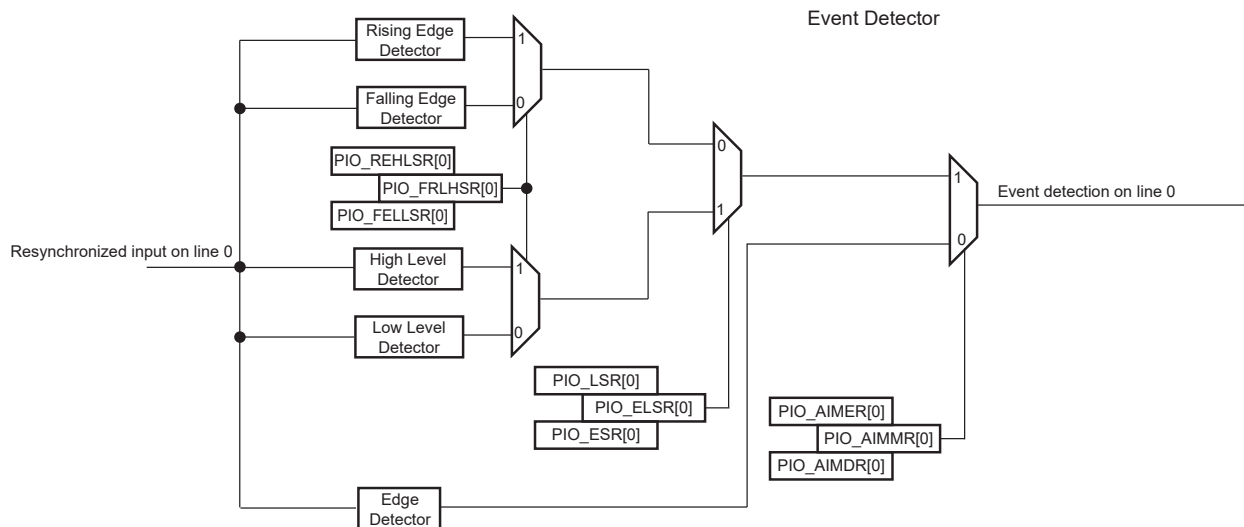 Event Detector
Rising Edge
Detector
1
Falling Edge
Detector
0
PIO_REHLSR[0]
PIO_FRLHSR[0]
PIO_FELLSR[0]
0
1
1
0
Event detection on line 0
Resynchronized input on line 0
High Level
Detector
1
Low Level
Detector
0
PIO_LSR[0]
PIO_ELSR[0]
PIO_ESR[0]
PIO_AIMER[0]
PIO_AIMMR[0]
PIO_AIMDR[0]
Edge
Detector